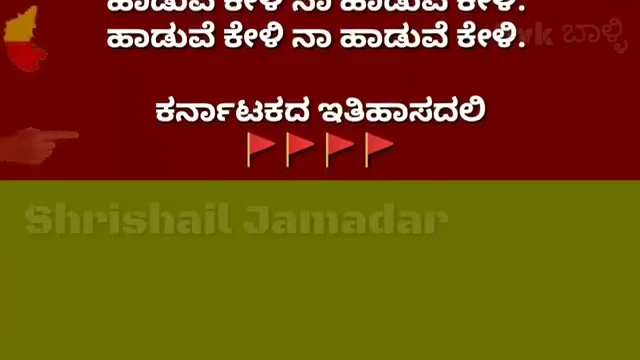 ಹಾಡುವೆ ಕೇಳಿ ನಾ ಹಾಡುವೆ ಕೇಳಿ.
ಹಾಡುವೆ ಕೇಳಿ ನಾ ಹಾಡುವೆ ಕೇಳಿ.
ಕರ್ನಾಟಕದ ಇತಿಹಾಸದಲಿ
Shrishail Jamadar